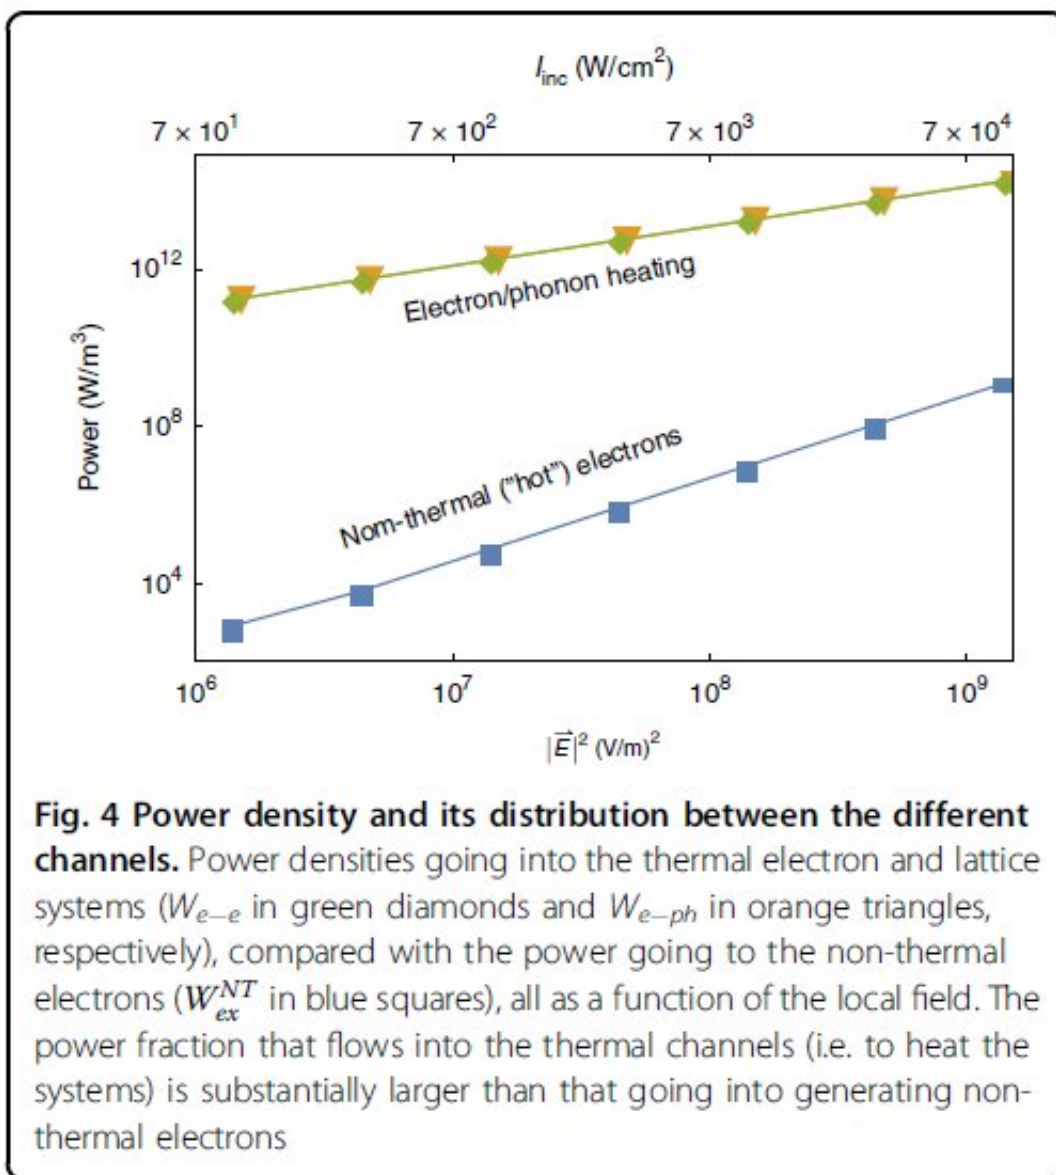 I_inc (W/cm²)
7 × 10¹ 7 × 10² 7 × 10³ 7 × 10⁴
10¹²
10⁸
10⁴
Power (W/m³)
Electron/phonon heating
Nom-thermal ("hot") electrons
10⁶ 10⁷ 10⁸ 10⁹
|E⃗|² (V/m)²
Fig. 4 Power density and its distribution between the different
channels. Power densities going into the thermal electron and lattice
systems (W_e–e in green diamonds and W_e–ph in orange triangles,
respectively), compared with the power going to the non-thermal
electrons (W_ex^NT in blue squares), all as a function of the local field. The
power fraction that flows into the thermal channels (i.e. to heat the
systems) is substantially larger than that going into generating non-
thermal electrons